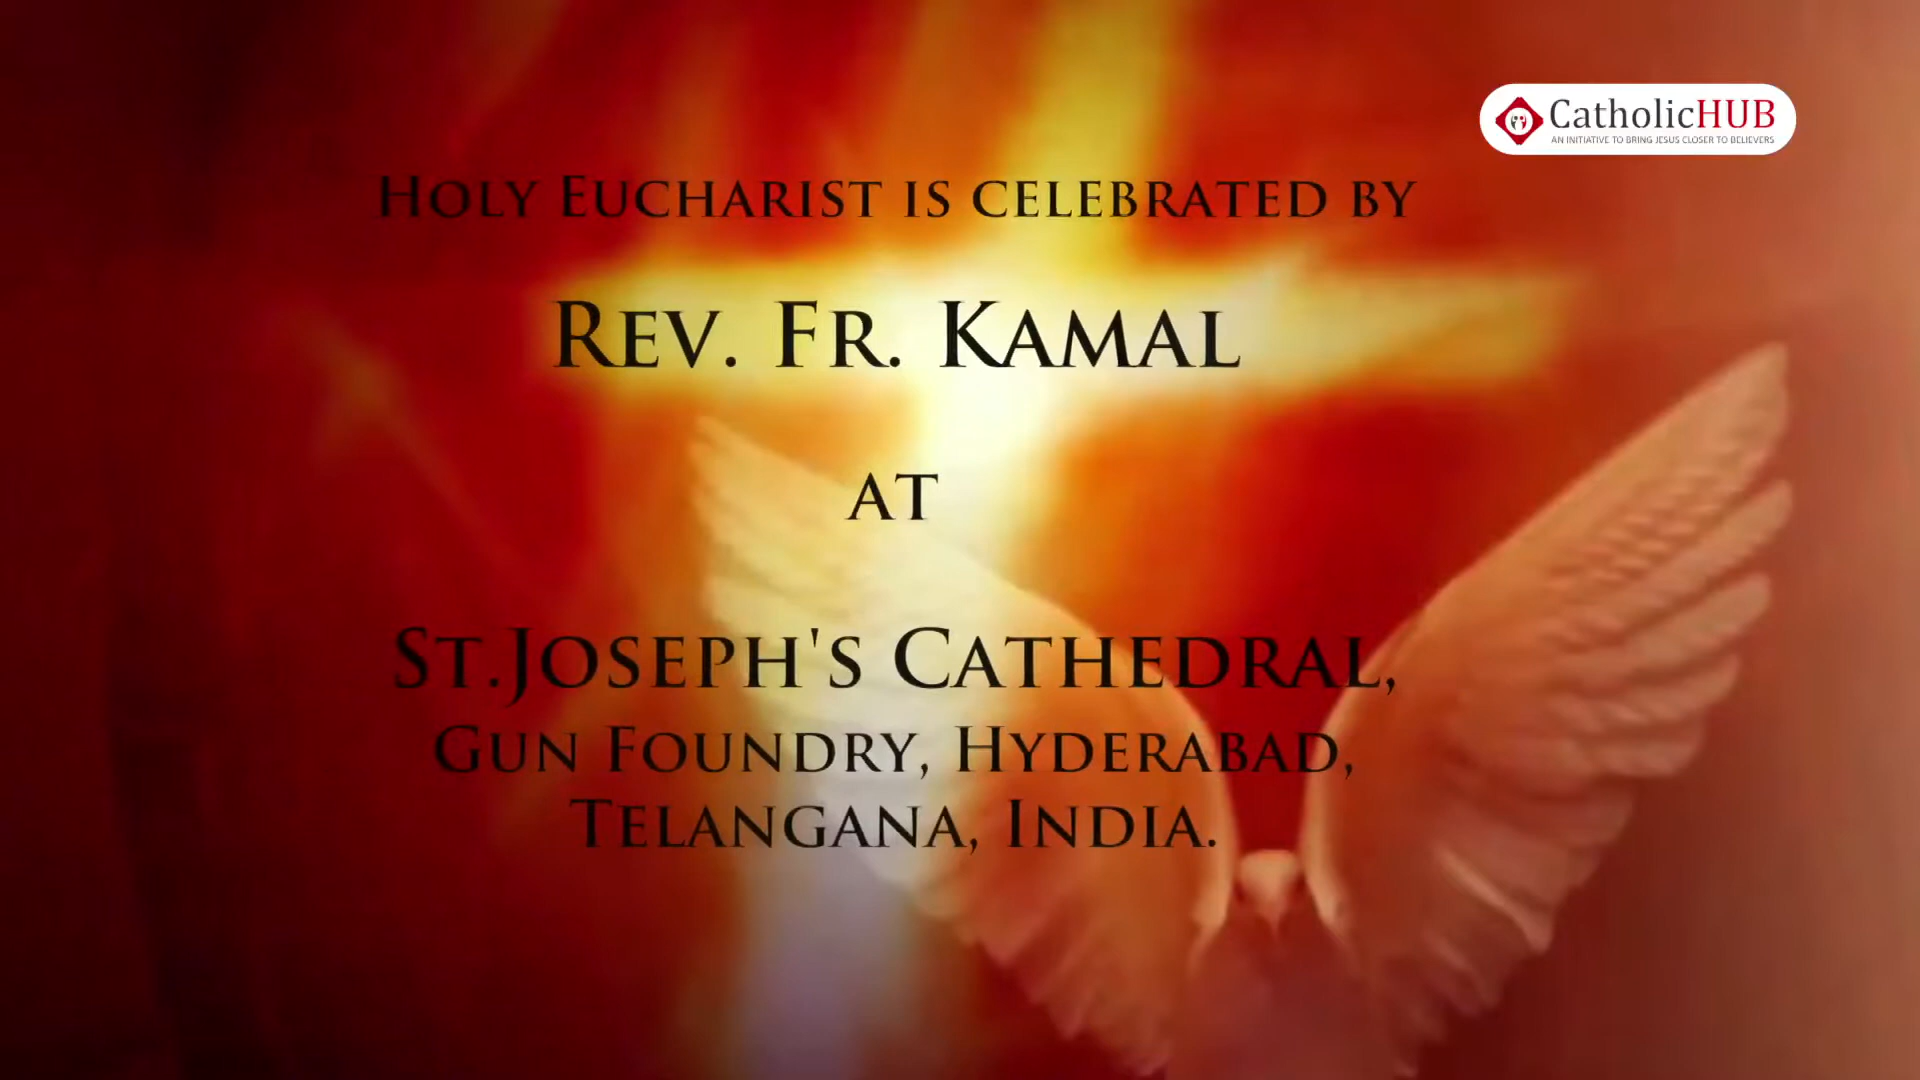 CatholicHUB
AN INITIATIVE TO BRING JESUS CLOSER TO BELIEVERS
HOLY EUCHARIST IS CELEBRATED BY
REV. FR. KAMAL
AT
ST.JOSEPH'S CATHEDRAL,
GUN FOUNDRY, HYDERABAD,
TELANGANA, INDIA.